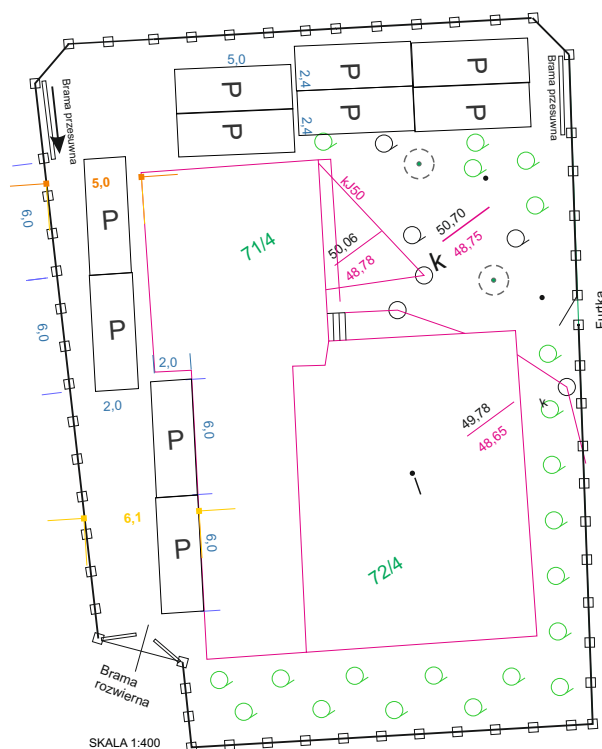 5,0
2,4
2,4
P
P
P
P
P
P
Brama przesuwna
Brama przesuwna
5,0
P
P
6,0
6,0
2,0
2,0
kJ50
71/4
50,06
48,78
50,70
48,75
k
Furtka
k
P
P
6,0
6,0
6,1
49,78
48,65
i
72/4
Brama
rozwierna
SKALA 1:400